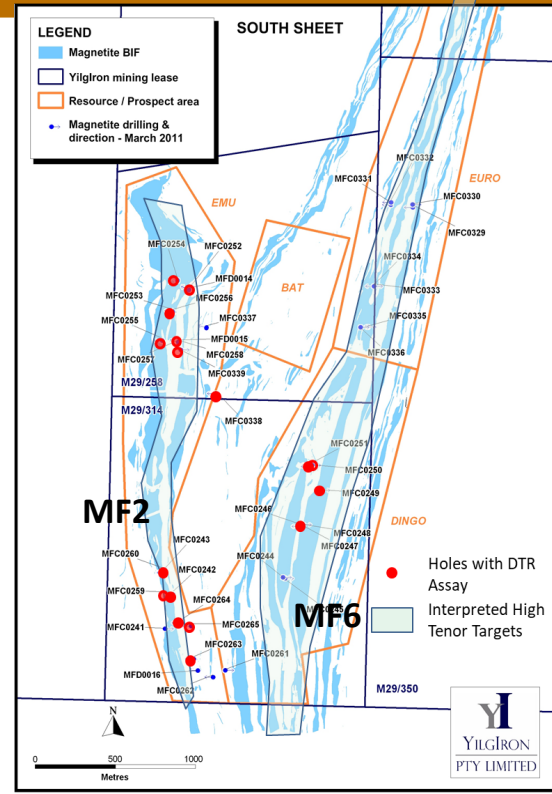 SOUTH SHEET
LEGEND
Magnetite BIF
YilgIron mining lease
Resource / Prospect area
Magnetite drilling &
direction - March 2011
MFC0332
MFC0331
EURO
MFC0330
MFC0329
EMU
MFC0254
MFC0252
MFC0334
MFD0014
MFC0253
MFC0256
BAT
MFC0333
MFC0255
MFC0337
MFC0335
MFD0015
MFC0257
MFC0258
MFC0336
MFC0339
M29/258
M29/314
MFC0338
MFC0251
MFC0250
MFC0249
MF2
MFC0246
DINGO
MFC0243
MFC0248
MFC0260
MFC0247
MFC0244
MFC0242
Holes with DTR
Assay
MFC0259
MFC0264
MF6
Interpreted High
Tenor Targets
MFC0241
MFC0265
MFC0263
MFC0261
MFD0016
MFC0262
M29/350
N
0 500 1000
Metres
YI
YILGIRON
PTY LIMITED